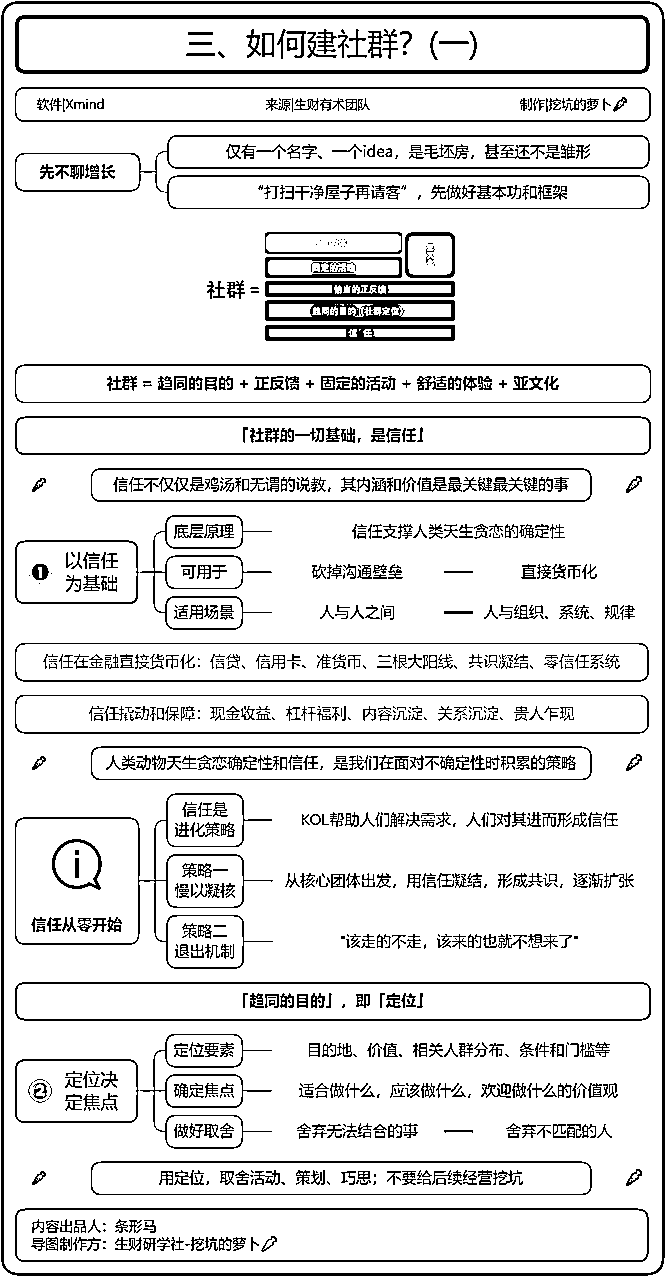 三、如何建社群？(一)
软件|Xmind 来源|生财有术团队 制作|挖坑的萝卜
先不聊增长
仅有一个名字、一个idea，是毛坯房，甚至还不是雏形
“打扫干净屋子再请客”，先做好基本功和框架
社群 =
固定的活动
恰当的正反馈
趋同的目的（社群定位）
信任
社群 = 趋同的目的 + 正反馈 + 固定的活动 + 舒适的体验 + 亚文化
「社群的一切基础，是信任」
信任不仅仅是鸡汤和无谓的说教，其内涵和价值是最关键最关键的事
❶ 以信任
为基础
底层原理 信任支撑人类天生贪恋的确定性
可用于 砍掉沟通壁垒 直接货币化
适用场景 人与人之间 人与组织、系统、规律
信任在金融直接货币化：信贷、信用卡、准货币、三根大阳线、共识凝结、零信任系统
信任撬动和保障：现金收益、杠杆福利、内容沉淀、关系沉淀、贵人乍现
人类动物天生贪恋确定性和信任，是我们在面对不确定性时积累的策略
信任从零开始
信任是
进化策略
KOL帮助人们解决需求，人们对其进而形成信任
策略一
慢以凝核
从核心团体出发，用信任凝结，形成共识，逐渐扩张
策略二
退出机制
"该走的不走，该来的也就不想来了"
「趋同的目的」，即「定位」
② 定位决
定焦点
定位要素 目的地、价值、相关人群分布、条件和门槛等
确定焦点 适合做什么，应该做什么，欢迎做什么的价值观
做好取舍 舍弃无法结合的事 舍弃不匹配的人
用定位，取舍活动、策划、巧思；不要给后续经营挖坑
内容出品人：条形马
导图制作方：生财研学社-挖坑的萝卜